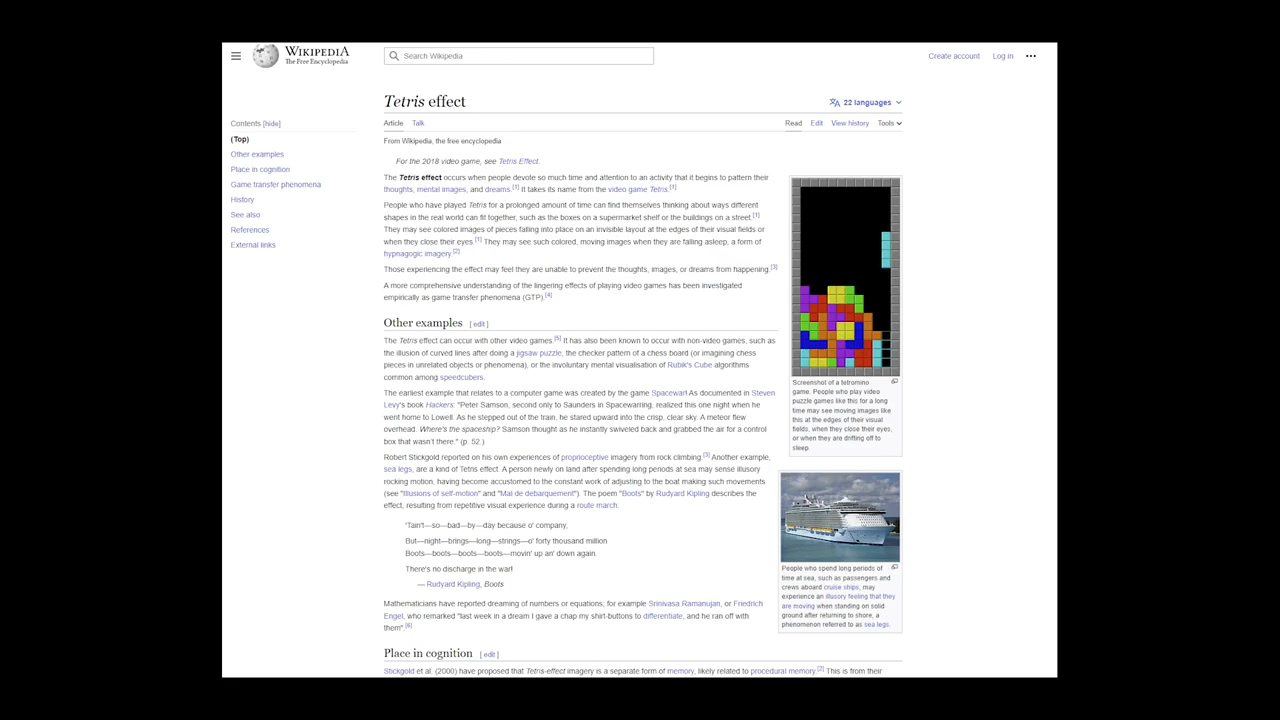 WIKIPEDIA
The Free Encyclopedia
Search Wikipedia
Create account
Log in
Tetris effect
22 languages
Contents [hide]
(Top)
Other examples
Place in cognition
Game transfer phenomena
History
See also
References
External links
Article
Talk
Read
Edit
View history
Tools
From Wikipedia, the free encyclopedia
For the 2018 video game, see Tetris Effect.
The Tetris effect occurs when people devote so much time and attention to an activity that it begins to pattern their
thoughts, mental images, and dreams.[1] It takes its name from the video game Tetris.[1]
People who have played Tetris for a prolonged amount of time can find themselves thinking about ways different
shapes in the real world can fit together, such as the boxes on a supermarket shelf or the buildings on a street.[1]
They may see colored images of pieces falling into place on an invisible layout at the edges of their visual fields or
when they close their eyes.[1] They may see such colored, moving images when they are falling asleep, a form of
hypnagogic imagery.[2]
Those experiencing the effect may feel they are unable to prevent the thoughts, images, or dreams from happening.[3]
A more comprehensive understanding of the lingering effects of playing video games has been investigated
empirically as game transfer phenomena (GTP).[4]
Other examples [ edit ]
The Tetris effect can occur with other video games.[5] It has also been known to occur with non-video games, such as
the illusion of curved lines after doing a jigsaw puzzle, the checker pattern of a chess board (or imagining chess
pieces in unrelated objects or phenomena), or the involuntary mental visualisation of Rubik's Cube algorithms
common among speedcubers.
The earliest example that relates to a computer game was created by the game Spacewar! As documented in Steven
Levy's book Hackers: "Peter Samson, second only to Saunders in Spacewarring, realized this one night when he
went home to Lowell. As he stepped out of the train, he stared upward into the crisp, clear sky. A meteor flew
overhead. Where's the spaceship? Samson thought as he instantly swiveled back and grabbed the air for a control
box that wasn't there." (p. 52.)
Robert Stickgold reported on his own experiences of proprioceptive imagery from rock climbing.[3] Another example,
sea legs, are a kind of Tetris effect. A person newly on land after spending long periods at sea may sense illusory
rocking motion, having become accustomed to the constant work of adjusting to the boat making such movements
(see "Illusions of self-motion" and "Mal de debarquement"). The poem "Boots" by Rudyard Kipling describes the
effect, resulting from repetitive visual experience during a route march:
'Tain't—so—bad—by—day because o' company,
But—night—brings—long—strings—o' forty thousand million
Boots—boots—boots—boots—movin' up an' down again.
There's no discharge in the war!
— Rudyard Kipling, Boots
Mathematicians have reported dreaming of numbers or equations; for example Srinivasa Ramanujan, or Friedrich
Engel, who remarked "last week in a dream I gave a chap my shirt-buttons to differentiate, and he ran off with
them".[6]
Place in cognition [ edit ]
Stickgold et al. (2000) have proposed that Tetris-effect imagery is a separate form of memory, likely related to procedural memory.[2] This is from their
Screenshot of a tetromino
game. People who play video
puzzle games like this for a long
time may see moving images like
this at the edges of their visual
fields, when they close their eyes,
or when they are drifting off to
sleep.
People who spend long periods of
time at sea, such as passengers and
crews aboard cruise ships, may
experience an illusory feeling that they
are moving when standing on solid
ground after returning to shore, a
phenomenon referred to as sea legs.